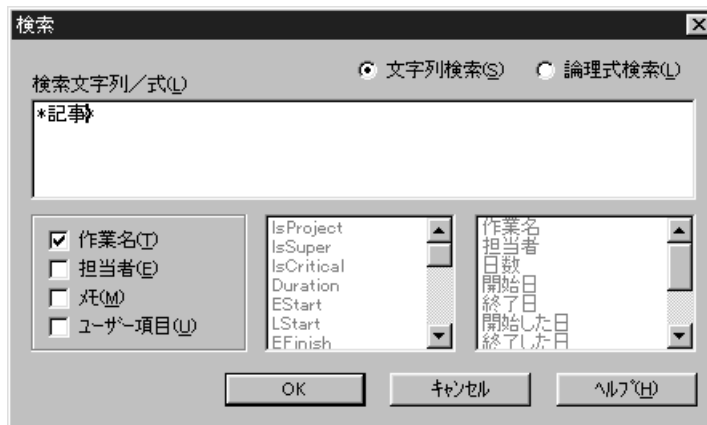 検索
文字列検索(S) 論理式検索(L)
検索文字列／式(L)
*記事*
作業名(T)
担当者(E)
メモ(M)
ユーザー項目(U)
IsProject
IsSuper
IsCritical
Duration
EStart
LStart
EFinish
作業名
担当者
日数
開始日
終了日
開始した日
終了した日
OK キャンセル ヘルプ(H)